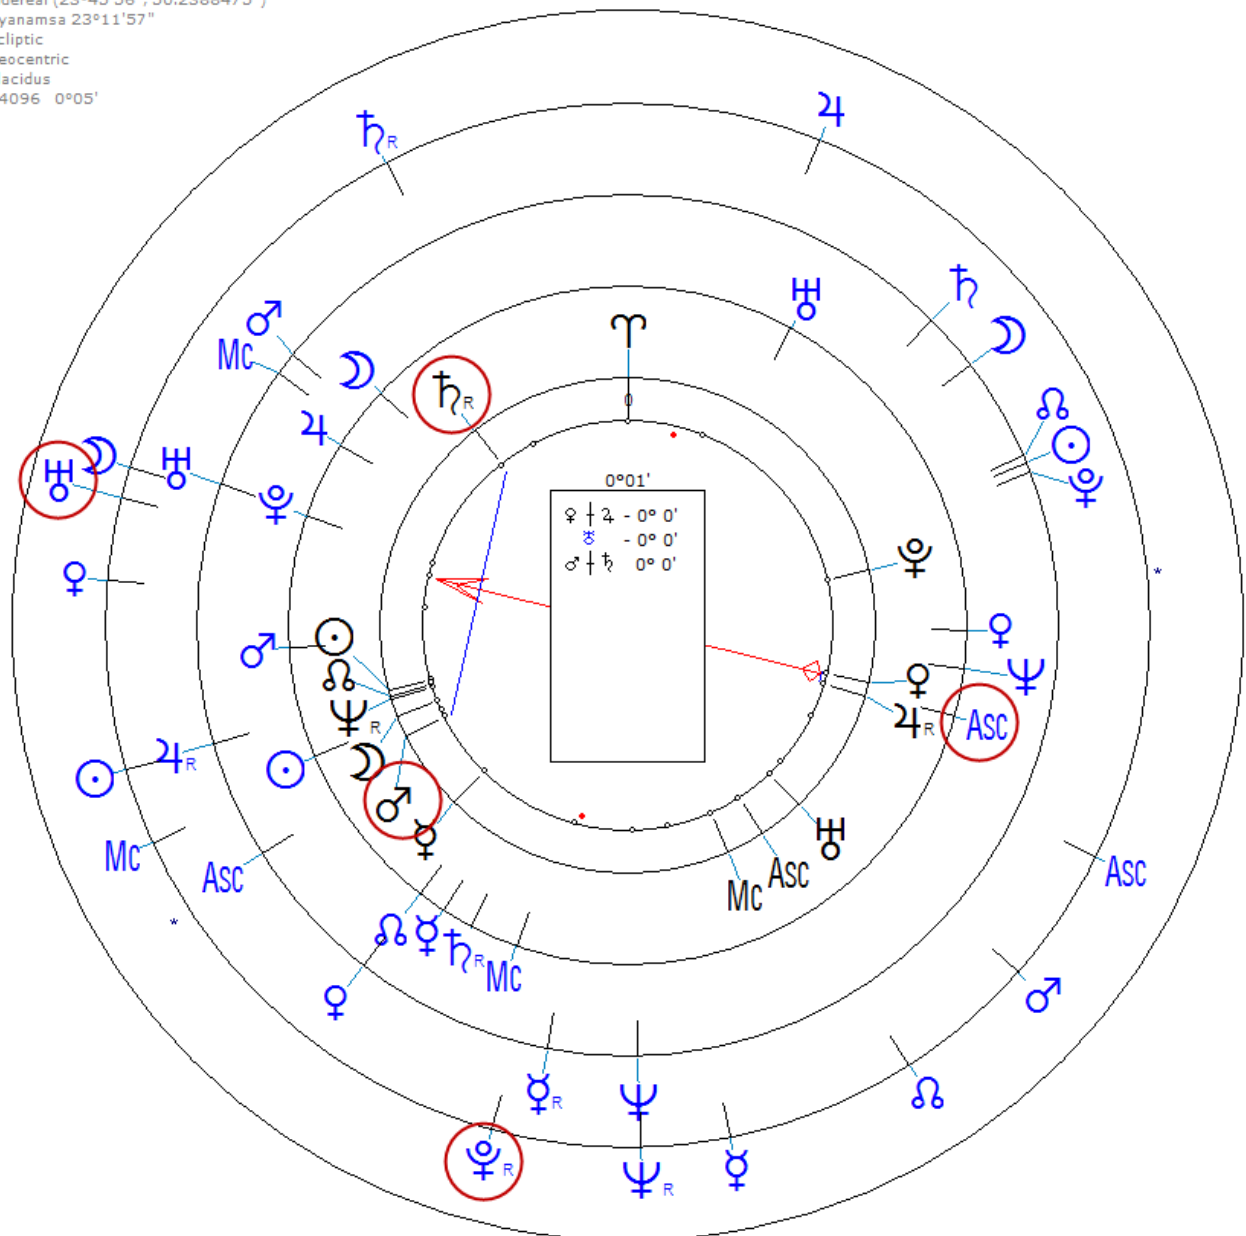 yanamsa 23°11'57"
cliptic
eocentric
acidus
4096 0°05'
♄R
♃
♂
Mc
☽
♄R
♈
0
♅
♄
☽
♃
☊
☉
♇
♅
☽
♅
♇
0°01'
♀ ┼ ♃ - 0° 0'
♅ - 0° 0'
♂ ┼ ♄ 0° 0'
♇
*
♀
♀
♂
☉
☊
♆R
♀
♆
♃R
Asc
☉
♃R
☉
☽
♂
☿
♅
Mc
Asc
Asc
Mc
Asc
*
☊
☿
♄R
Mc
♀
♂
☿R
♆
☊
♇R
♆R
☿